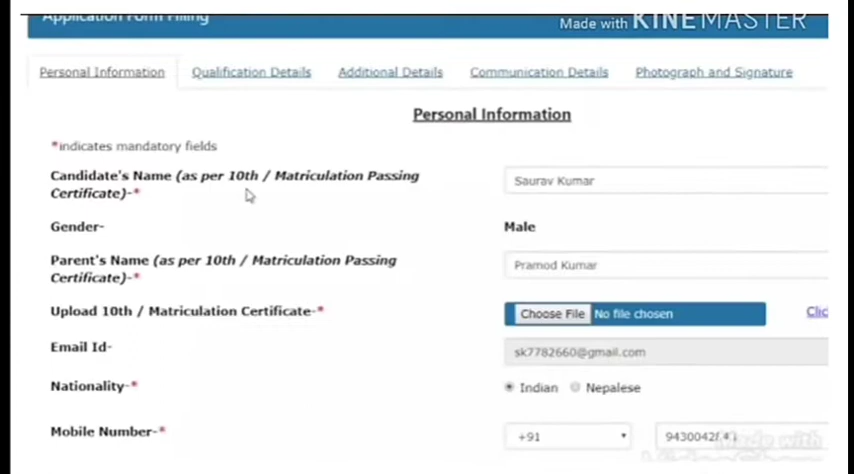 Application Form Filling
Made with KINEMASTER
Personal Information Qualification Details Additional Details Communication Details Photograph and Signature
Personal Information
*indicates mandatory fields
Candidate's Name (as per 10th / Matriculation Passing
Certificate)-*
Saurav Kumar
Gender-
Male
Parent's Name (as per 10th / Matriculation Passing
Certificate)-*
Pramod Kumar
Upload 10th / Matriculation Certificate-*
Choose File No file chosen
Clic
Email Id-
sk7782660@gmail.com
Nationality-*
Indian Nepalese
Mobile Number-*
+91
Made with